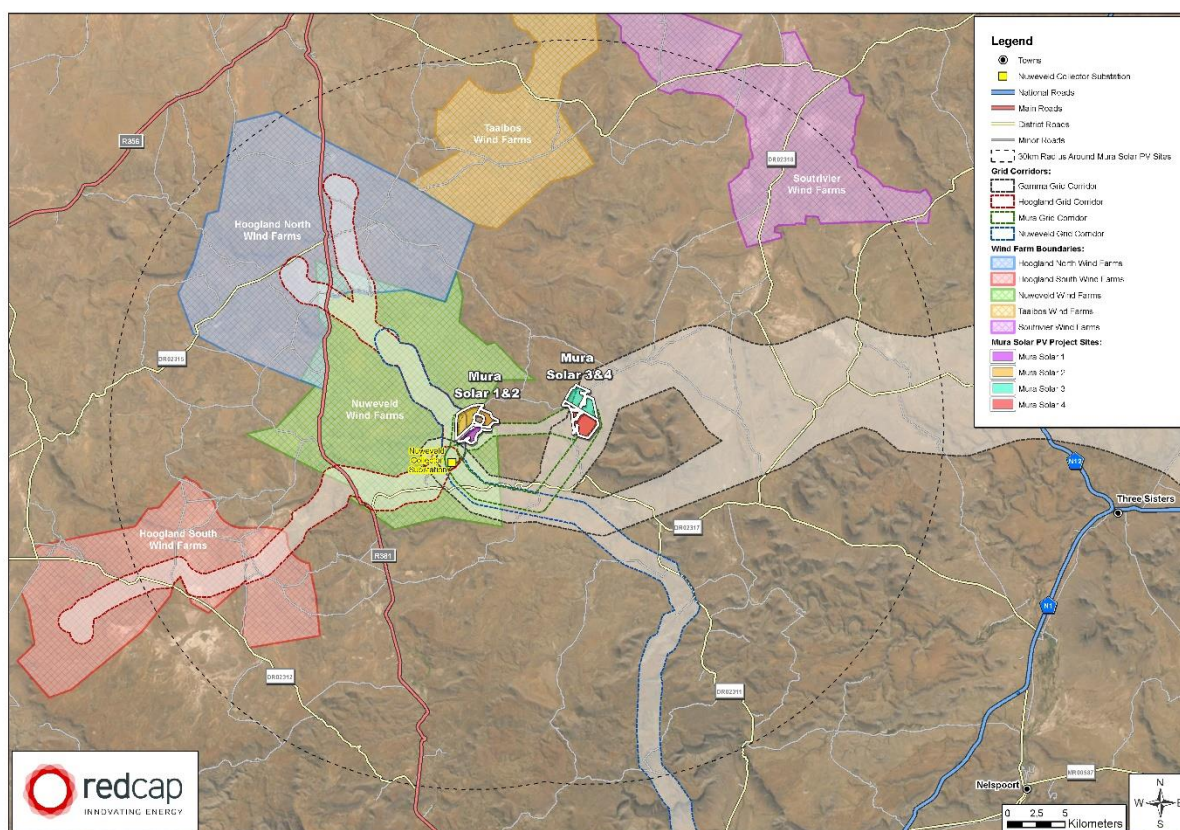 R356
Taaibos
Wind Farms
DR02318
Soutrivier
Wind Farms
Hoogland North
Wind Farms
DR02315
Nuweveld
Wind Farms
Mura
Solar 1&2
Mura
Solar 3&4
Nuweveld
Collector
Substation
Hoogland South
Wind Farms
R381
DR02317
DR02312
DR02311
N12
Three Sisters
N1
Nelspoort
MR00587
Legend
Towns
Nuweveld Collector Substation
National Roads
Main Roads
District Roads
Minor Roads
30km Radius Around Mura Solar PV Sites
Grid Corridors:
Gamma Grid Corridor
Hoogland Grid Corridor
Mura Grid Corridor
Nuweveld Grid Corridor
Wind Farm Boundaries:
Hoogland North Wind Farms
Hoogland South Wind Farms
Nuweveld Wind Farms
Taaibos Wind Farms
Soutrivier Wind Farms
Mura Solar PV Project Sites:
Mura Solar 1
Mura Solar 2
Mura Solar 3
Mura Solar 4
redcap
INNOVATING ENERGY
0 2.5 5
Kilometers
N
W E
S